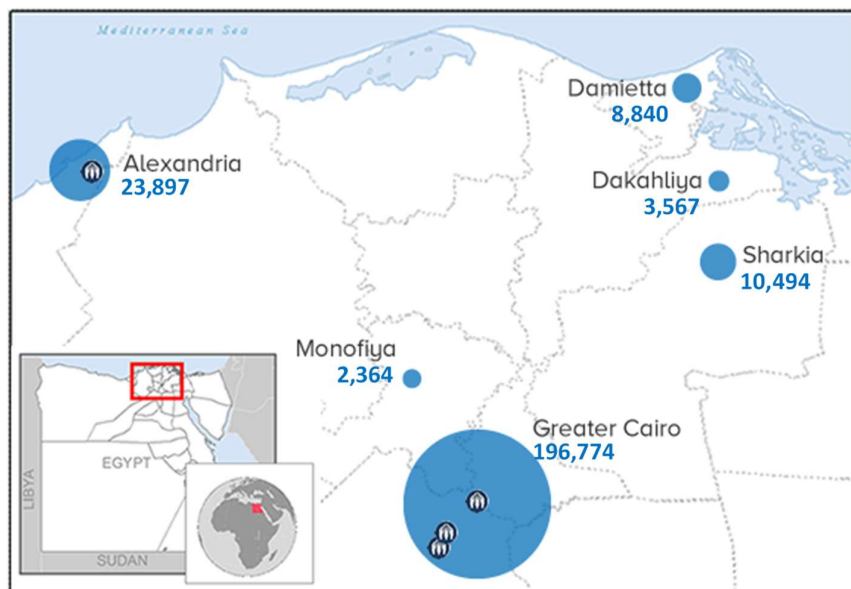 Mediterranean Sea
Damietta
8,840
Alexandria
23,897
Dakahliya
3,567
Sharkia
10,494
Monofiya
2,364
Greater Cairo
196,774
EGYPT
LIBYA
SUDAN